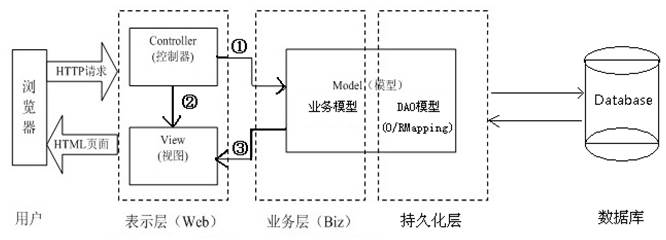 浏览器
HTTP请求
HTML页面
Controller
(控制器)
①
②
③
View
(视图)
Model（模型）
业务模型
DAO模型
(O/RMapping)
Database
用户
表示层（Web）
业务层（Biz）
持久化层
数据库